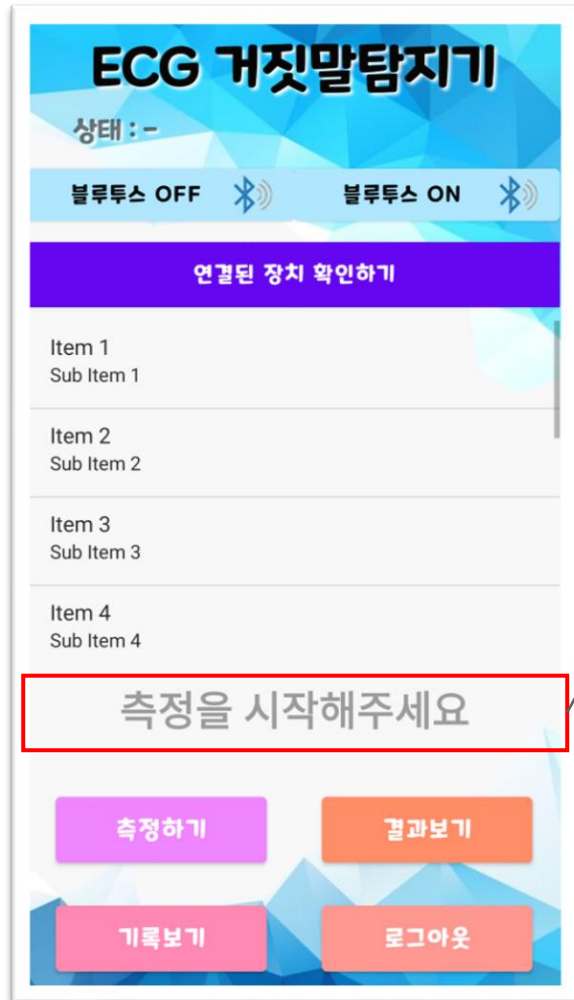 ECG 거짓말탐지기
상태 : -
블루투스 OFF 블루투스 ON
연결된 장치 확인하기
Item 1
Sub Item 1
Item 2
Sub Item 2
Item 3
Sub Item 3
Item 4
Sub Item 4
측정을 시작해주세요
측정하기 결과보기
기록보기 로그아웃